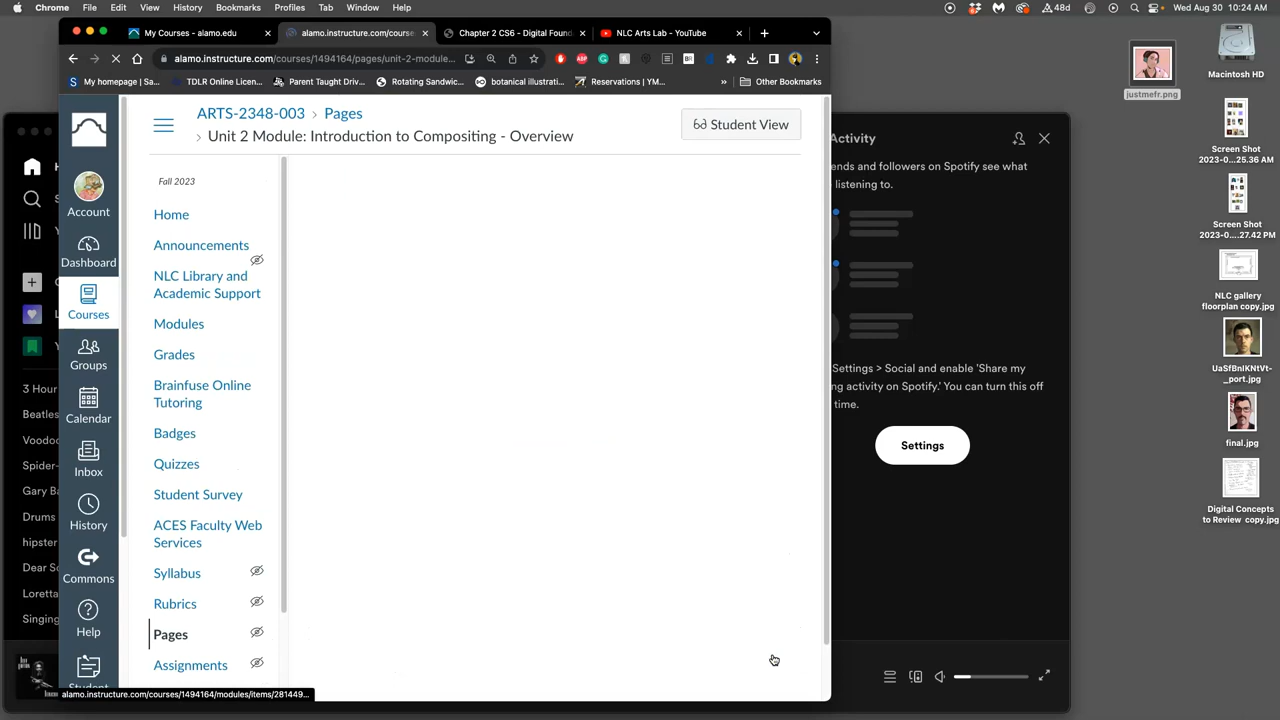 Chrome File Edit View History Bookmarks Profiles Tab Window Help
48d
Wed Aug 30 10:24 AM
My Courses - alamo.edu
alamo.instructure.com/course
Chapter 2 CS6 - Digital Found
NLC Arts Lab - YouTube
alamo.instructure.com/courses/1494164/pages/unit-2-module...
My homepage | Sa...
TDLR Online Licen...
Parent Taught Driv...
Rotating Sandwic...
botanical illustrati...
Reservations | YM...
»
Other Bookmarks
ARTS-2348-003 › Pages
› Unit 2 Module: Introduction to Compositing - Overview
Student View
Fall 2023
Home
Announcements
NLC Library and
Academic Support
Modules
Grades
Brainfuse Online
Tutoring
Badges
Quizzes
Student Survey
ACES Faculty Web
Services
Syllabus
Rubrics
Pages
Assignments
Account
Dashboard
Courses
Groups
Calendar
Inbox
History
Commons
Help
Student
alamo.instructure.com/courses/1494164/modules/items/281449...
3 Hour
Beatles
Voodoo
Spider-
Gary Ba
Drums
hipster
Dear So
Loretta
Singing
Activity
ends and followers on Spotify see what
listening to.
Settings > Social and enable 'Share my
ng activity on Spotify.' You can turn this off
time.
Settings
justmefr.png
Macintosh HD
Screen Shot
2023-0...25.36 AM
Screen Shot
2023-0....27.42 PM
NLC gallery
floorplan copy.jpg
UaSfBnIKNtVt-
_port.jpg
final.jpg
Digital Concepts
to Review copy.jpg